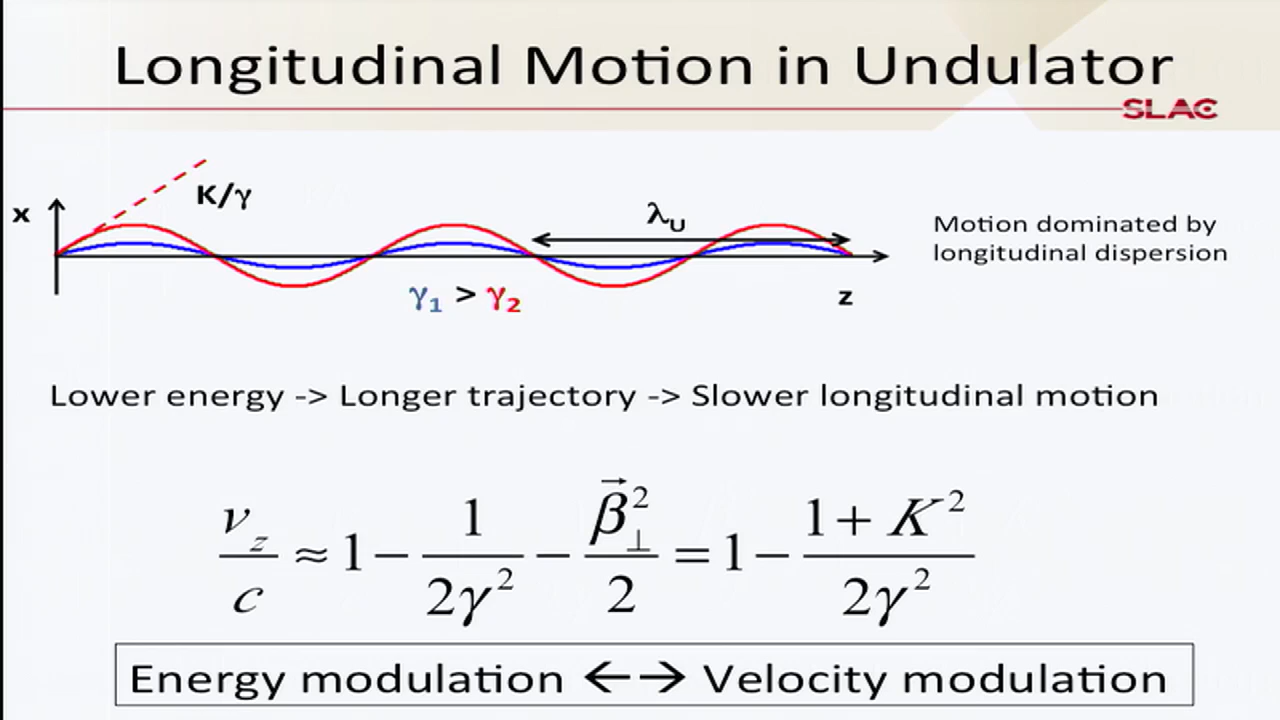 Longitudinal Motion in Undulator
SLAC
K/γ
x
λU
Motion dominated by
longitudinal dispersion
γ1 > γ2
z
Lower energy -> Longer trajectory -> Slower longitudinal motion
v_z/c ≈ 1 − 1/(2γ²) − β⃗⊥²/2 = 1 − (1 + K²)/(2γ²)
Energy modulation ←→ Velocity modulation